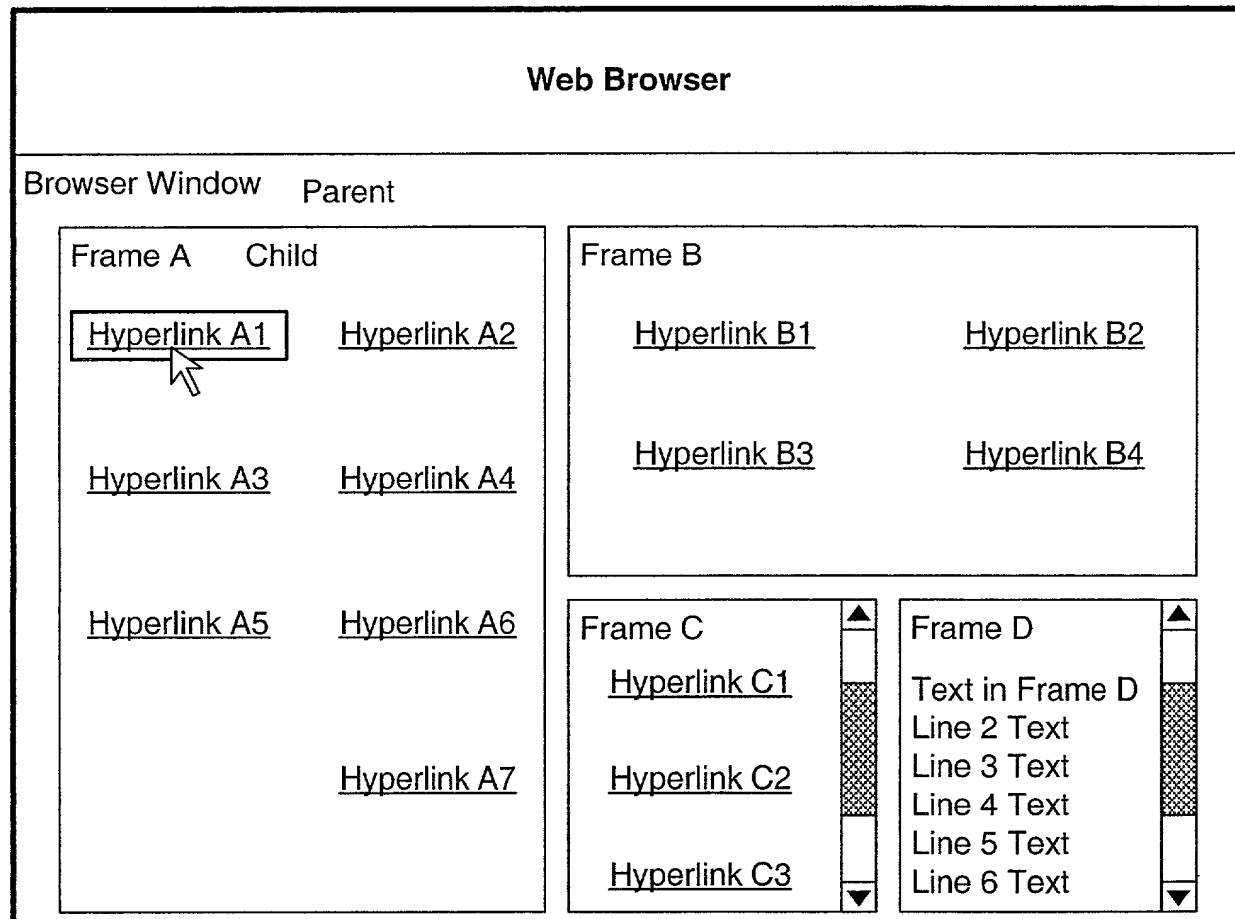 Web Browser
Browser Window Parent
Frame A Child
Hyperlink A1 Hyperlink A2
Hyperlink A3 Hyperlink A4
Hyperlink A5 Hyperlink A6
Hyperlink A7
Frame B
Hyperlink B1 Hyperlink B2
Hyperlink B3 Hyperlink B4
Frame C
Hyperlink C1
Hyperlink C2
Hyperlink C3
Frame D
Text in Frame D
Line 2 Text
Line 3 Text
Line 4 Text
Line 5 Text
Line 6 Text